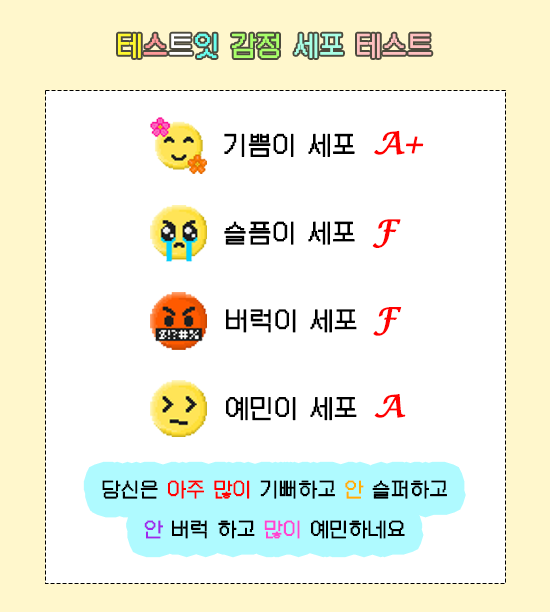 테스트잇 감정 세포 테스트
기쁨이 세포 A+
슬픔이 세포 F
$!?#%
버럭이 세포 F
예민이 세포 A
당신은 아주 많이 기뻐하고 안 슬퍼하고
안 버럭 하고 많이 예민하네요